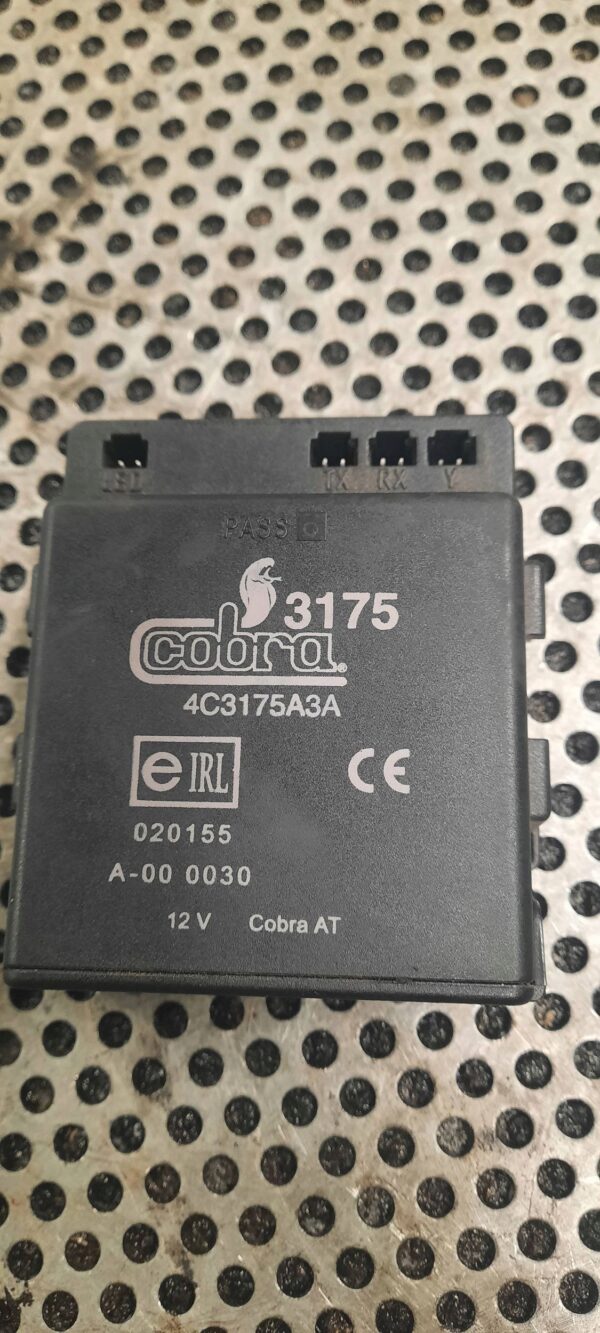 LED TX RX Y
PASS
3175
cobra®
4C3175A3A
e IRL CE
020155
A-00 0030
12 V Cobra AT